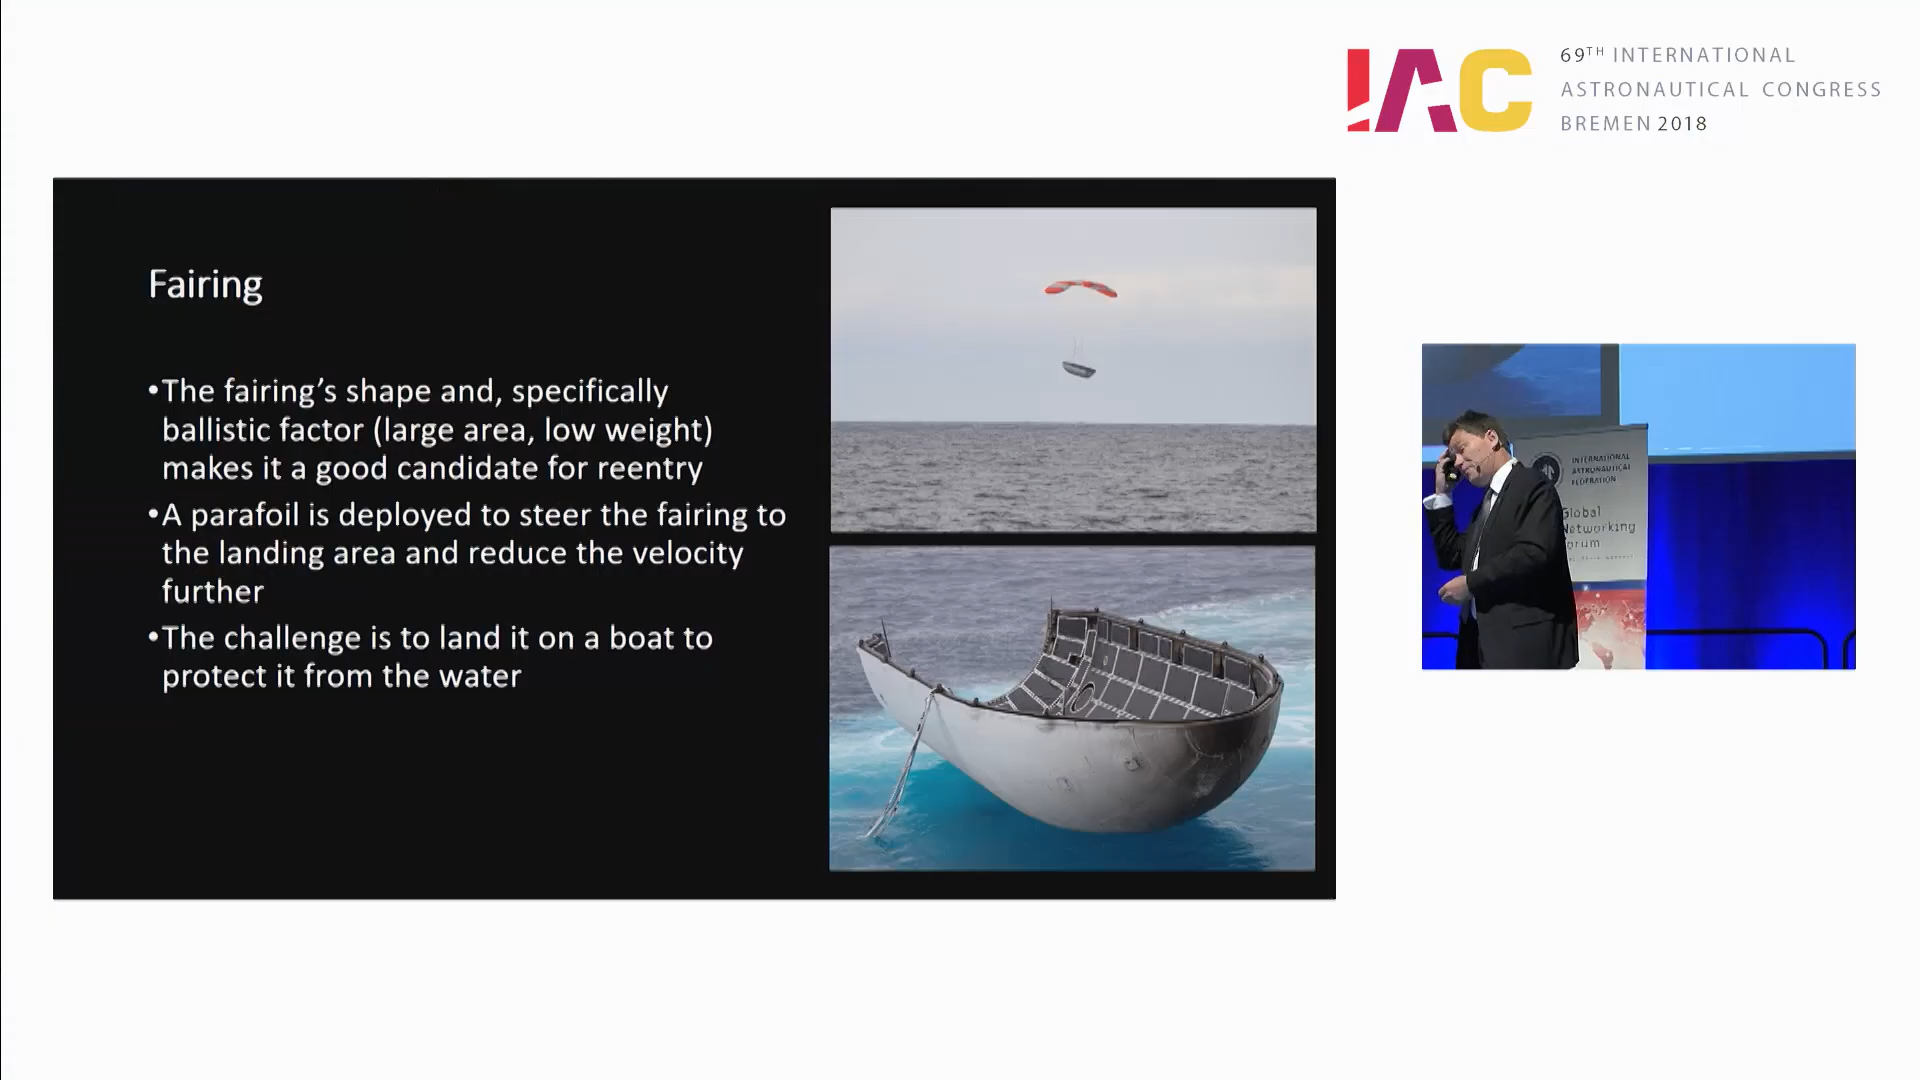 IAC
69TH INTERNATIONAL
ASTRONAUTICAL CONGRESS
BREMEN 2018
Fairing
•The fairing’s shape and, specifically
ballistic factor (large area, low weight)
makes it a good candidate for reentry
•A parafoil is deployed to steer the fairing to
the landing area and reduce the velocity
further
•The challenge is to land it on a boat to
protect it from the water
INTERNATIONAL
ASTRONAUTICAL
FEDERATION
Global
Networking
Forum